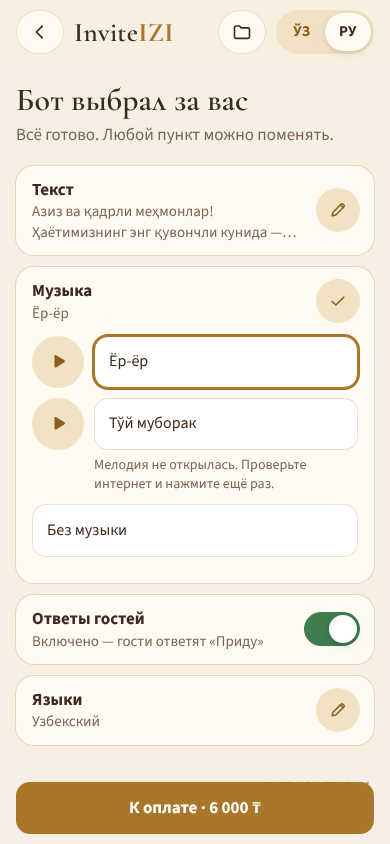 InviteIZI
ЎЗ
РУ
Бот выбрал за вас
Всё готово. Любой пункт можно поменять.
Текст
Азиз ва қадрли меҳмонлар!
Ҳаётимизнинг энг қувончли кунида —…
Музыка
Ёр-ёр
Ёр-ёр
Тўй муборак
Мелодия не открылась. Проверьте
интернет и нажмите ещё раз.
Без музыки
Ответы гостей
Включено — гости ответят «Приду»
Языки
Узбекский
К оплате · 6 000 ₸